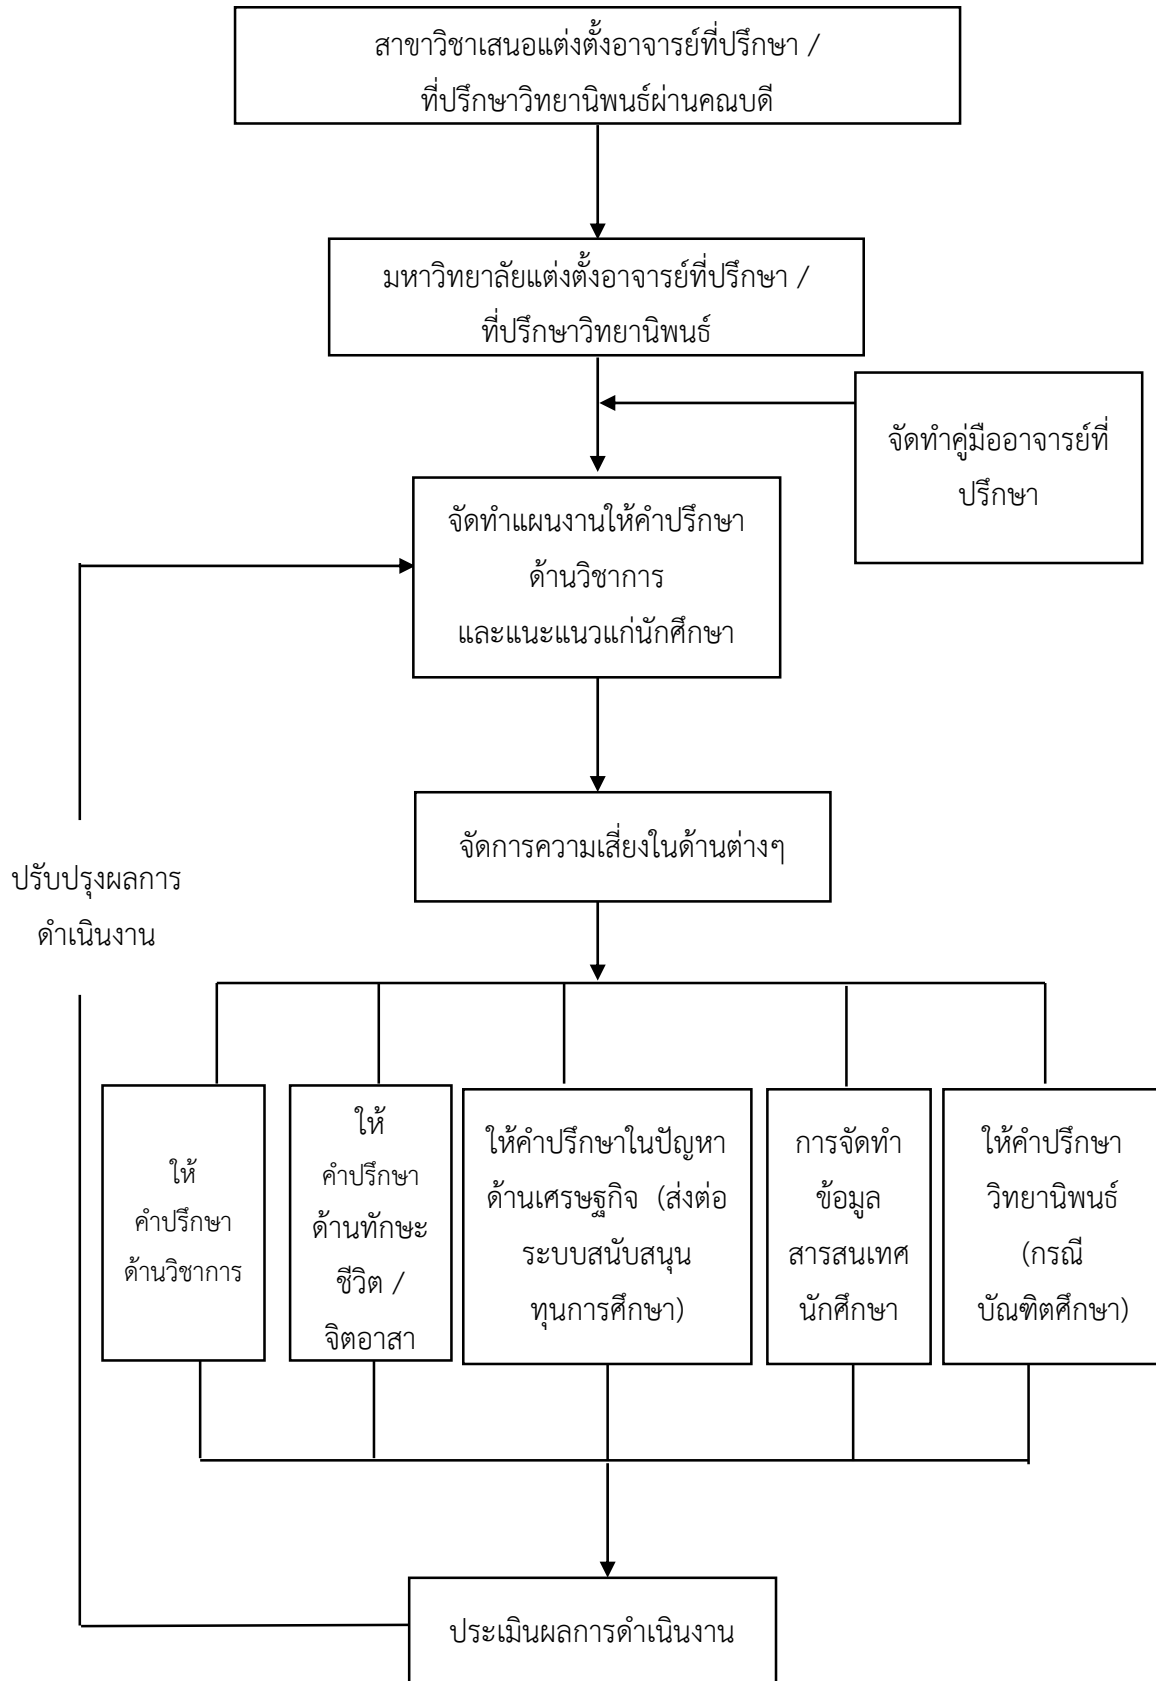 สาขาวิชาเสนอแต่งตั้งอาจารย์ที่ปรึกษา /
ที่ปรึกษาวิทยานิพนธ์ผ่านคณบดี
มหาวิทยาลัยแต่งตั้งอาจารย์ที่ปรึกษา /
ที่ปรึกษาวิทยานิพนธ์
จัดทำคู่มืออาจารย์ที่
ปรึกษา
จัดทำแผนงานให้คำปรึกษา
ด้านวิชาการ
และแนะแนวแก่นักศึกษา
จัดการความเสี่ยงในด้านต่างๆ
ปรับปรุงผลการ
ดำเนินงาน
ให้
คำปรึกษา
ด้านวิชาการ
ให้
คำปรึกษา
ด้านทักษะ
ชีวิต /
จิตอาสา
ให้คำปรึกษาในปัญหา
ด้านเศรษฐกิจ (ส่งต่อ
ระบบสนับสนุน
ทุนการศึกษา)
การจัดทำ
ข้อมูล
สารสนเทศ
นักศึกษา
ให้คำปรึกษา
วิทยานิพนธ์
(กรณี
บัณฑิตศึกษา)
ประเมินผลการดำเนินงาน